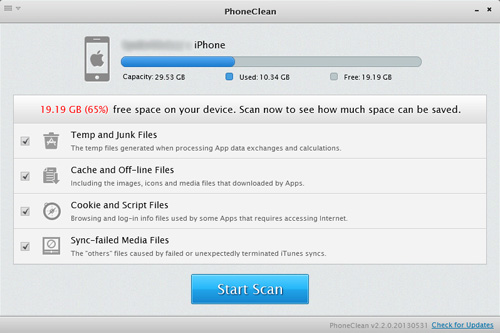 PhoneClean
iPhone
Capacity: 29.53 GB Used: 10.34 GB Free: 19.19 GB
19.19 GB (65%) free space on your device. Scan now to see how much space can be saved.
Temp and Junk Files
The temp files generated when processing App data exchanges and calculations.
Cache and Off-line Files
Including the images, icons and media files that downloaded by Apps.
Cookie and Script Files
Browsing and log-in info files used by some Apps that requires accessing Internet.
Sync-failed Media Files
The "others" files caused by failed or unexpectedly terminated iTunes syncs.
Start Scan
PhoneClean v2.2.0.20130531 Check for Updates